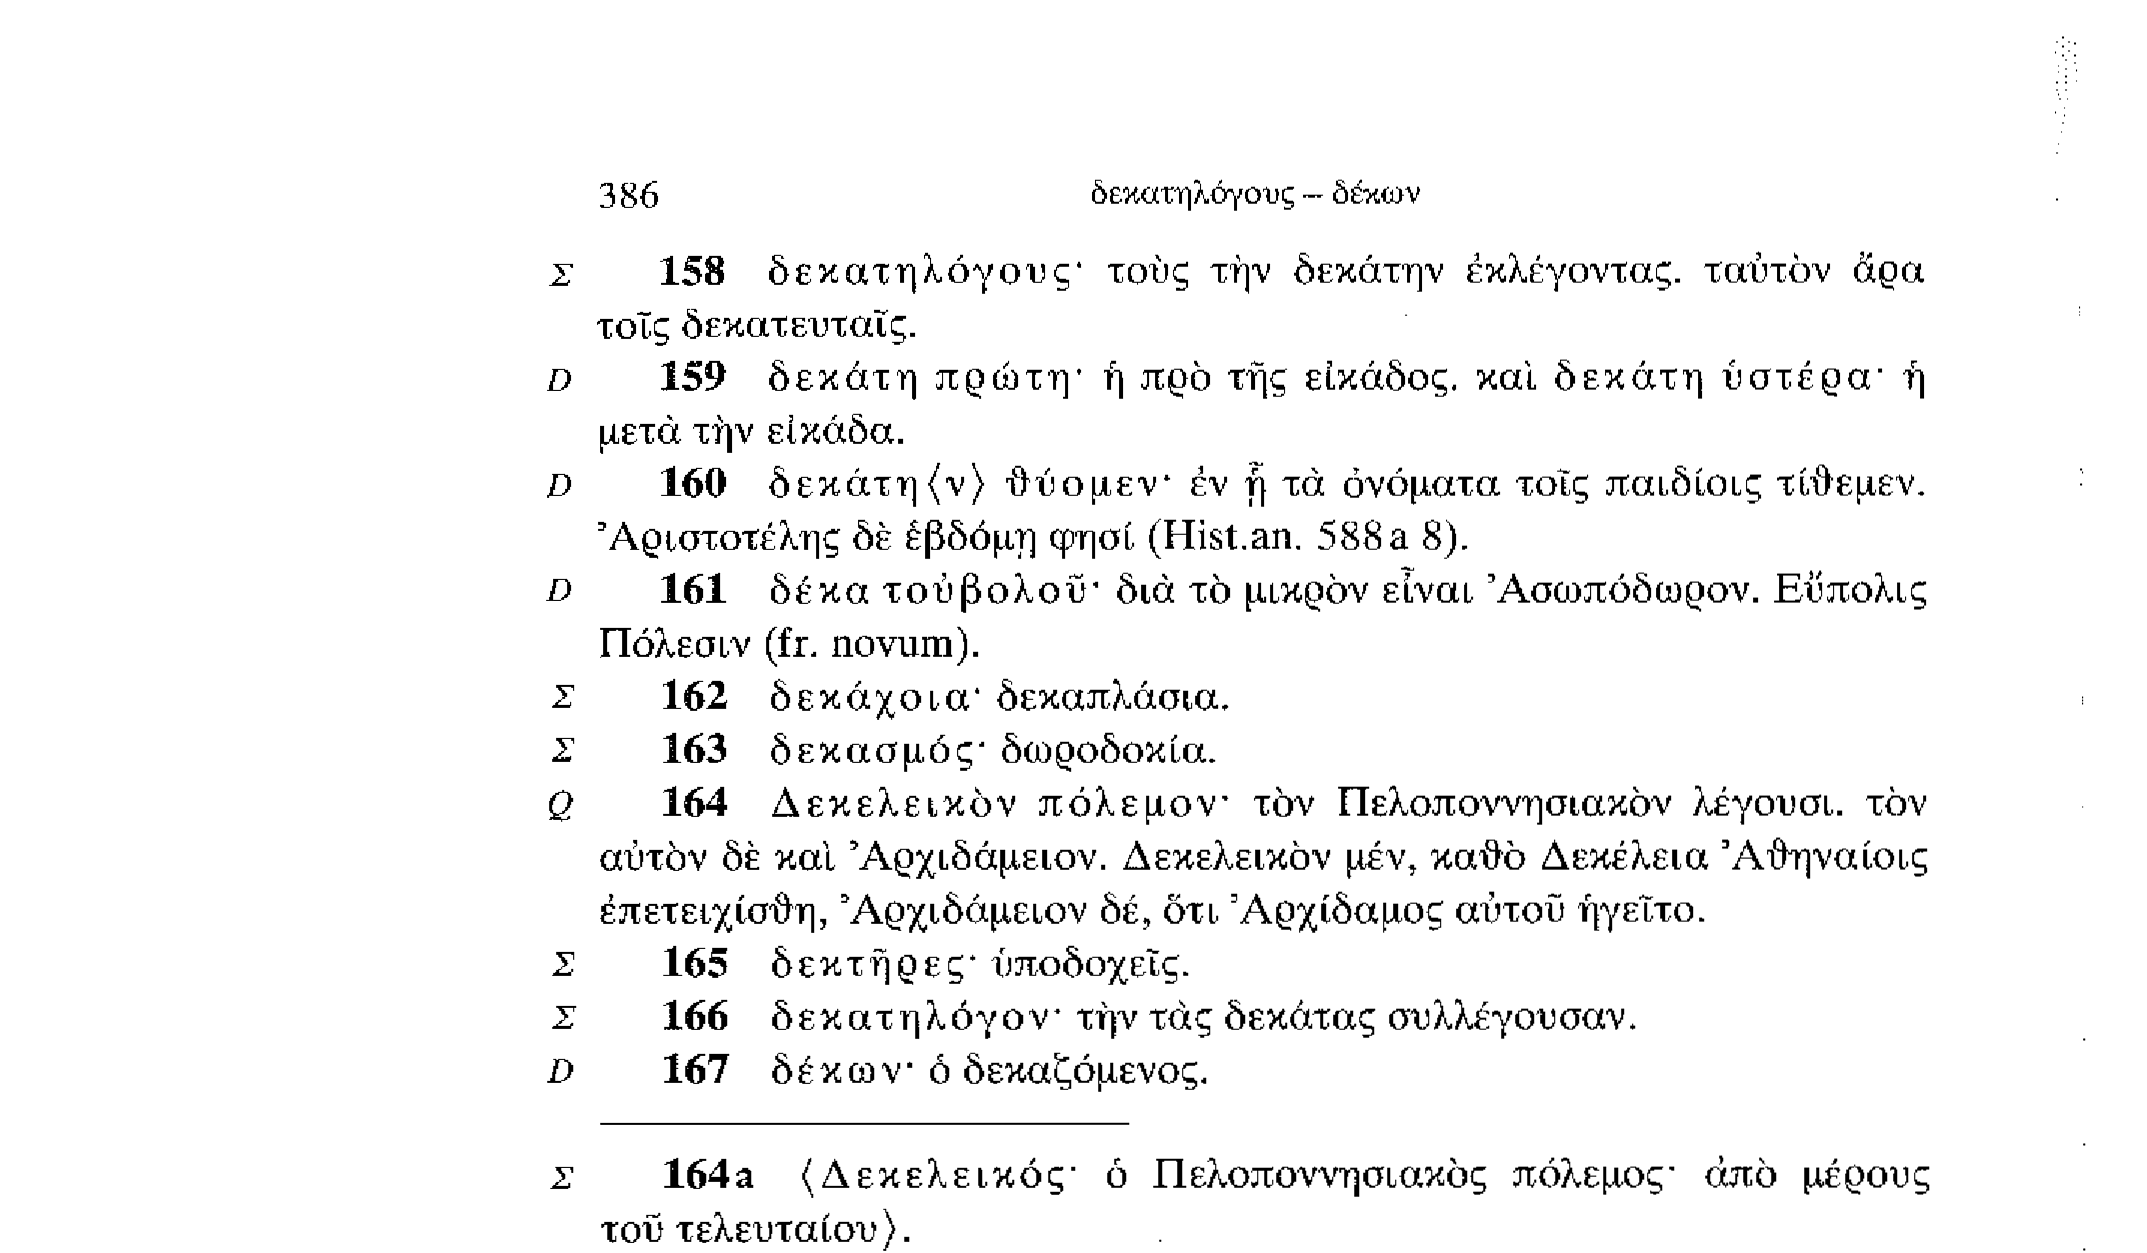 386 δεκατηλόγους – δέκων
Σ 158 δεκατηλόγους· τοὺς τὴν δεκάτην ἐκλέγοντας. ταὐτὸν ἄρα
τοῖς δεκατευταῖς.
D 159 δεκάτη πρώτη· ἡ πρὸ τῆς εἰκάδος. καὶ δεκάτη ὑστέρα· ἡ
μετὰ τὴν εἰκάδα.
D 160 δεκάτη⟨ν⟩ θύομεν· ἐν ᾗ τὰ ὀνόματα τοῖς παιδίοις τίθεμεν.
Ἀριστοτέλης δὲ ἑβδόμῃ φησί (Hist.an. 588a 8).
D 161 δέκα τοὐβολοῦ· διὰ τὸ μικρὸν εἶναι Ἀσωπόδωρον. Εὔπολις
Πόλεσιν (fr. novum).
Σ 162 δεκάχοια· δεκαπλάσια.
Σ 163 δεκασμός· δωροδοκία.
Q 164 Δεκελεικὸν πόλεμον· τὸν Πελοποννησιακὸν λέγουσι. τὸν
αὐτὸν δὲ καὶ Ἀρχιδάμειον. Δεκελεικὸν μέν, καθὸ Δεκέλεια Ἀθηναίοις
ἐπετειχίσθη, Ἀρχιδάμειον δέ, ὅτι Ἀρχίδαμος αὐτοῦ ἡγεῖτο.
Σ 165 δεκτῆρες· ὑποδοχεῖς.
Σ 166 δεκατηλόγον· τὴν τὰς δεκάτας συλλέγουσαν.
D 167 δέκων· ὁ δεκαζόμενος.
Σ 164a ⟨Δεκελεικός· ὁ Πελοποννησιακὸς πόλεμος· ἀπὸ μέρους
τοῦ τελευταίου⟩.